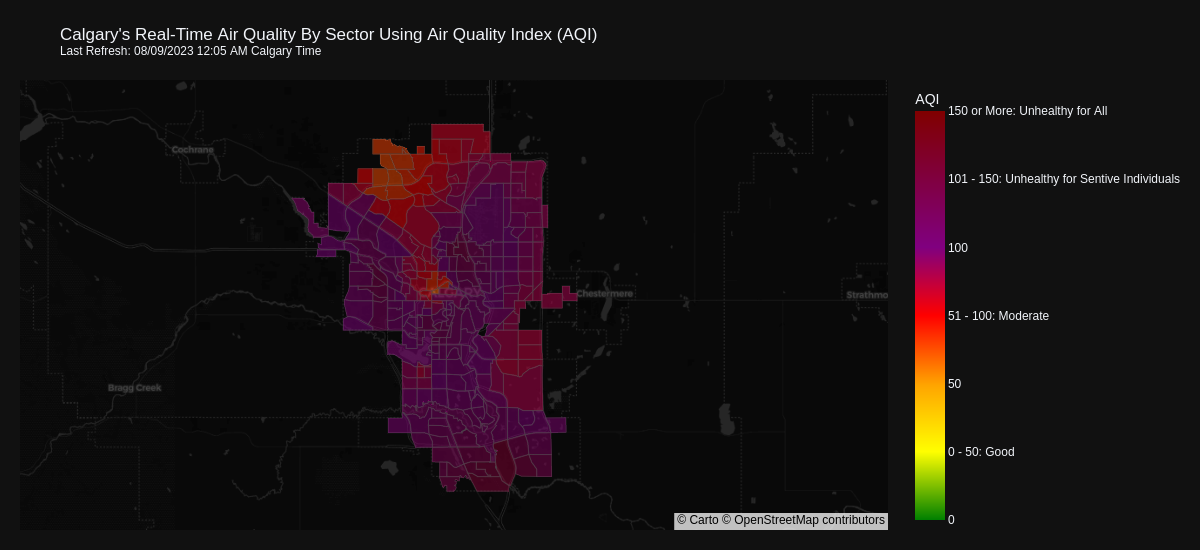 Calgary's Real-Time Air Quality By Sector Using Air Quality Index (AQI)
Last Refresh: 08/09/2023 12:05 AM Calgary Time
AQI
150 or More: Unhealthy for All
Cochrane
101 - 150: Unhealthy for Sentive Individuals
100
CALGARY
Chestermere
Strathmo
51 - 100: Moderate
Bragg Creek
50
0 - 50: Good
© Carto © OpenStreetMap contributors
0